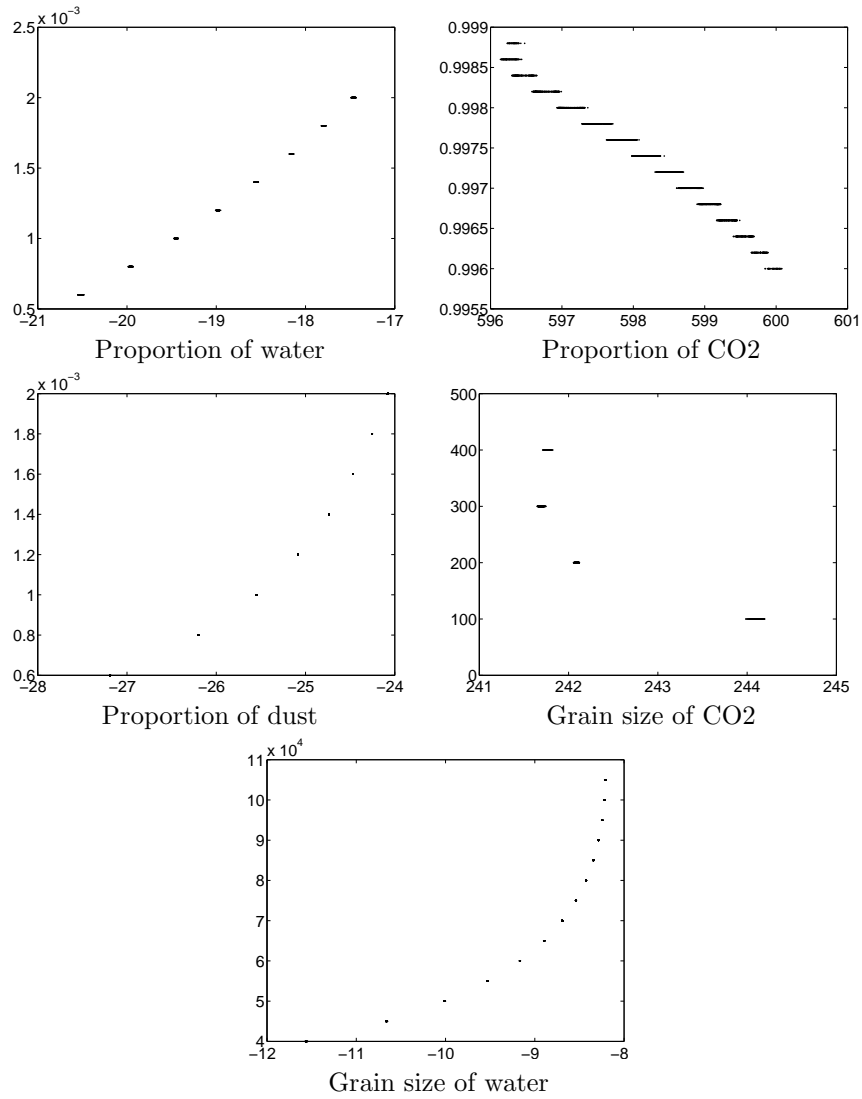 x 10⁻³
2.5
2
1.5
1
0.5
−21 −20 −19 −18 −17
Proportion of water
0.999
0.9985
0.998
0.9975
0.997
0.9965
0.996
0.9955
596 597 598 599 600 601
Proportion of CO2
x 10⁻³
2
1.8
1.6
1.4
1.2
1
0.8
0.6
−28 −27 −26 −25 −24
Proportion of dust
500
400
300
200
100
0
241 242 243 244 245
Grain size of CO2
x 10⁴
11
10
9
8
7
6
5
4
−12 −11 −10 −9 −8
Grain size of water